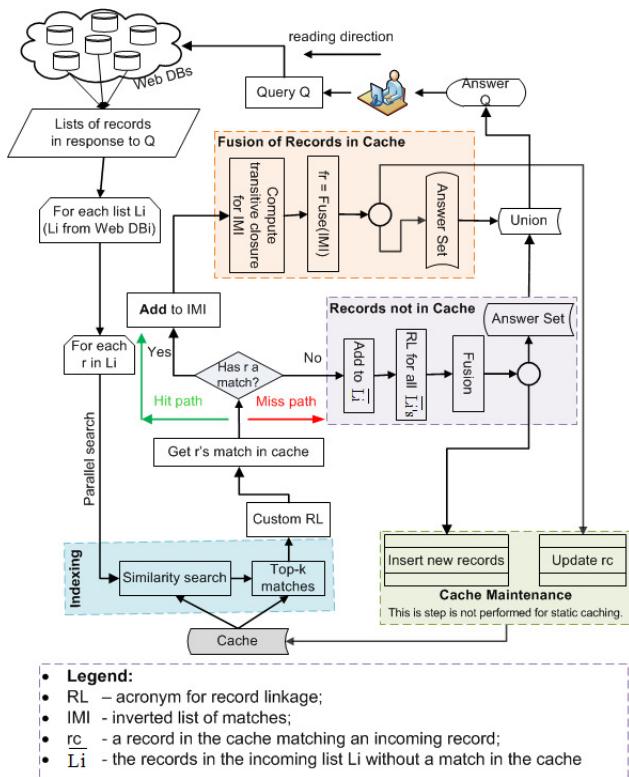 reading direction
Web DBs
Query Q
Answer
Q
Lists of records
in response to Q
Fusion of Records in Cache
Compute
transitive closure
for IMI
fr = Fuse(IMI)
Answer Set
Union
For each list Li
(Li from Web DBi)
Add to IMI
Records not in Cache
Answer Set
For each
r in Li
Yes
Has r a
match?
No
Add to
L̅i̅
RL for all
L̅i̅'̅s̅
Fusion
Hit path
Miss path
Parallel search
Get r's match in cache
Custom RL
Indexing
Similarity search
Top-k
matches
Insert new records
Update rc
Cache Maintenance
This is step is not performed for static caching.
Cache
• Legend:
• RL – acronym for record linkage;
• IMI - inverted list of matches;
• rc - a record in the cache matching an incoming record;
• L̅i̅ - the records in the incoming list Li without a match in the cache